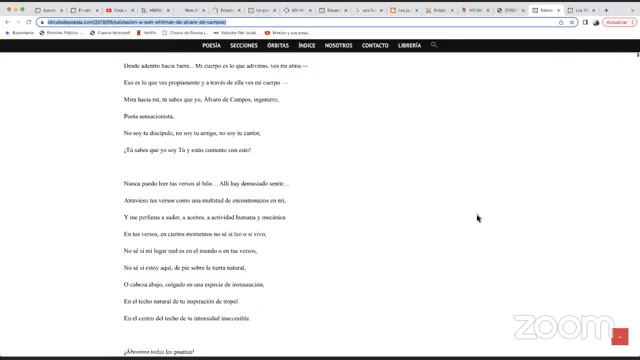 circulodepoesia.com/2019/06/salutacion-a-walt-whitman-de-alvaro-de-campos/
POESÍA SECCIONES ÓRBITAS ÍNDICE NOSOTROS CONTACTO LIBRERÍA
Desde adentro hacia fuera… Mi cuerpo es lo que adivinas, ves mi alma —
Eso es lo que ves propiamente y a través de ella ves mi cuerpo —
Mira hacia mí, tú sabes que yo, Álvaro de Campos, ingeniero,
Poeta sensacionista,
No soy tu discípulo, no soy tu amigo, no soy tu cantor,
¡Tú sabes que yo soy Tú y estás contento con esto!
Nunca puedo leer tus versos al hilo… Allí hay demasiado sentir…
Atravieso tus versos como una multitud de encontronazos en mí,
Y me perfuma a sudor, a aceites, a actividad humana y mecánica
En tus versos, en ciertos momentos no sé si leo o si vivo,
No sé si mi lugar real es en el mundo o en tus versos,
No sé si estoy aquí, de pie sobre la tierra natural,
O cabeza abajo, colgado en una especie de instauración,
En el techo natural de tu inspiración de tropel
En el centro del techo de tu intensidad inaccesible.
¡Ábranme todas las puertas!
zoom